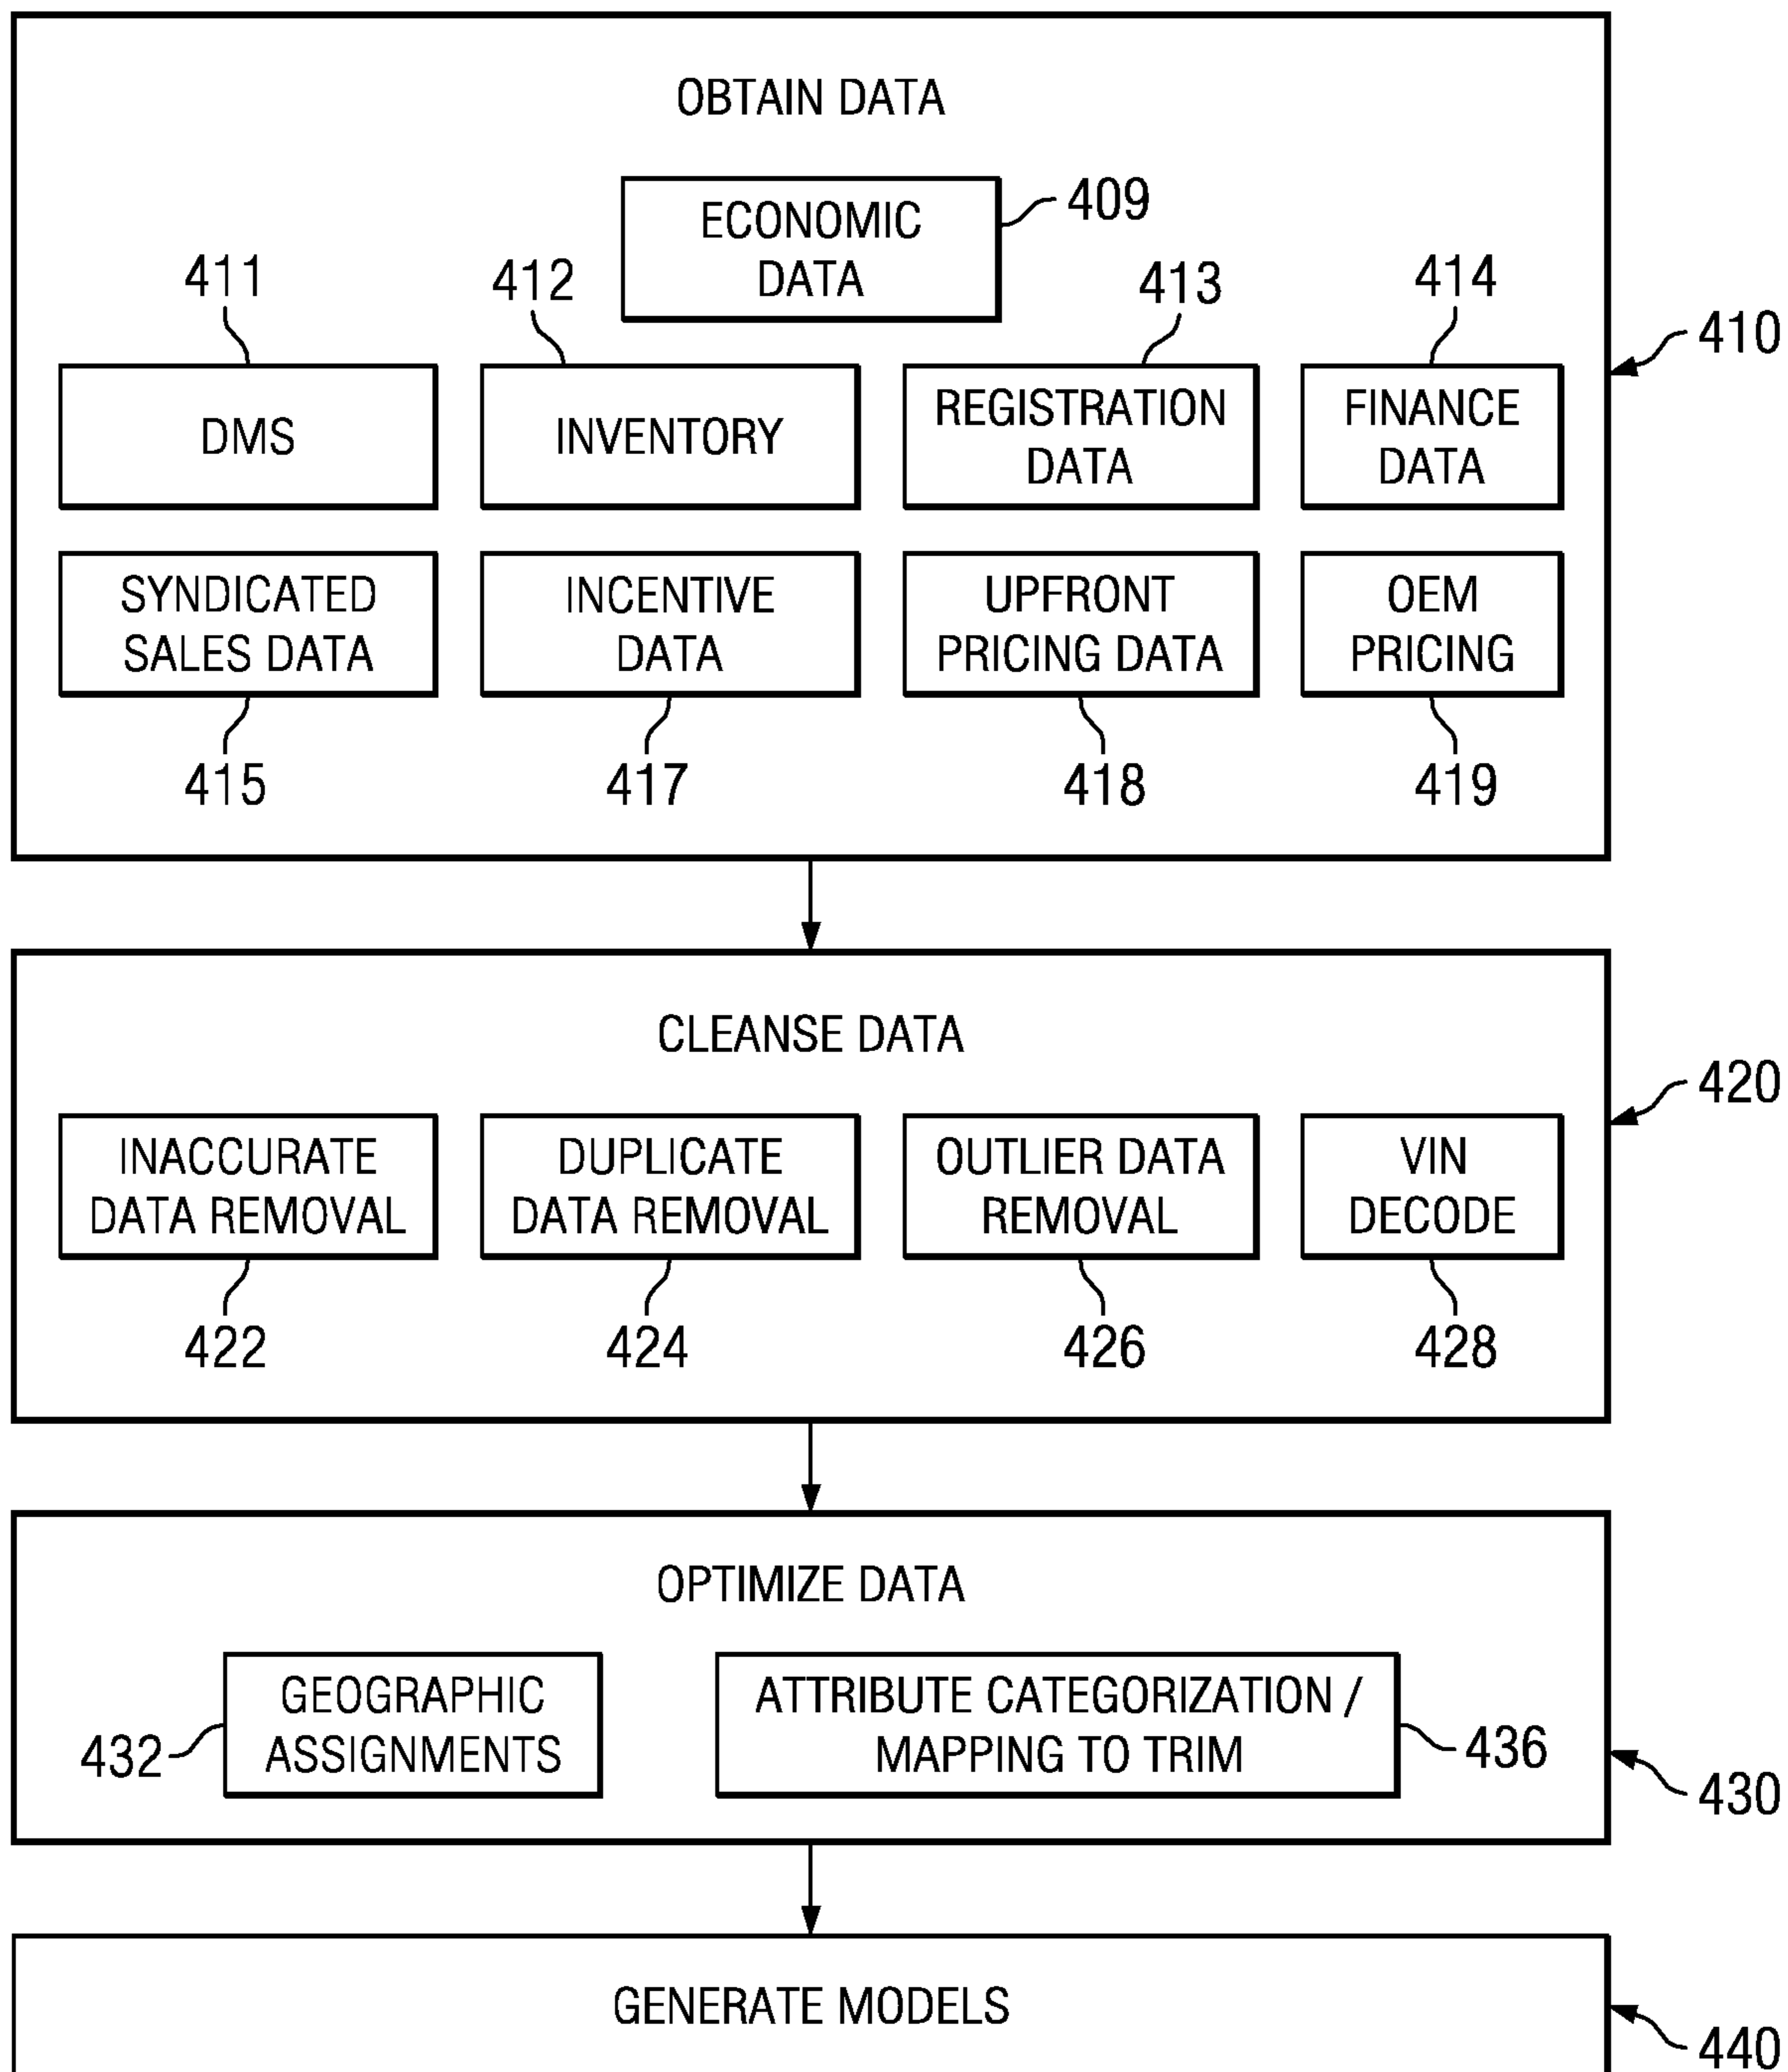 OBTAIN DATA
ECONOMIC
DATA
409
411
412
413
414
410
DMS
INVENTORY
REGISTRATION
DATA
FINANCE
DATA
SYNDICATED
SALES DATA
INCENTIVE
DATA
UPFRONT
PRICING DATA
OEM
PRICING
415
417
418
419
CLEANSE DATA
420
INACCURATE
DATA REMOVAL
DUPLICATE
DATA REMOVAL
OUTLIER DATA
REMOVAL
VIN
DECODE
422
424
426
428
OPTIMIZE DATA
432
GEOGRAPHIC
ASSIGNMENTS
ATTRIBUTE CATEGORIZATION /
MAPPING TO TRIM
436
430
GENERATE MODELS
440